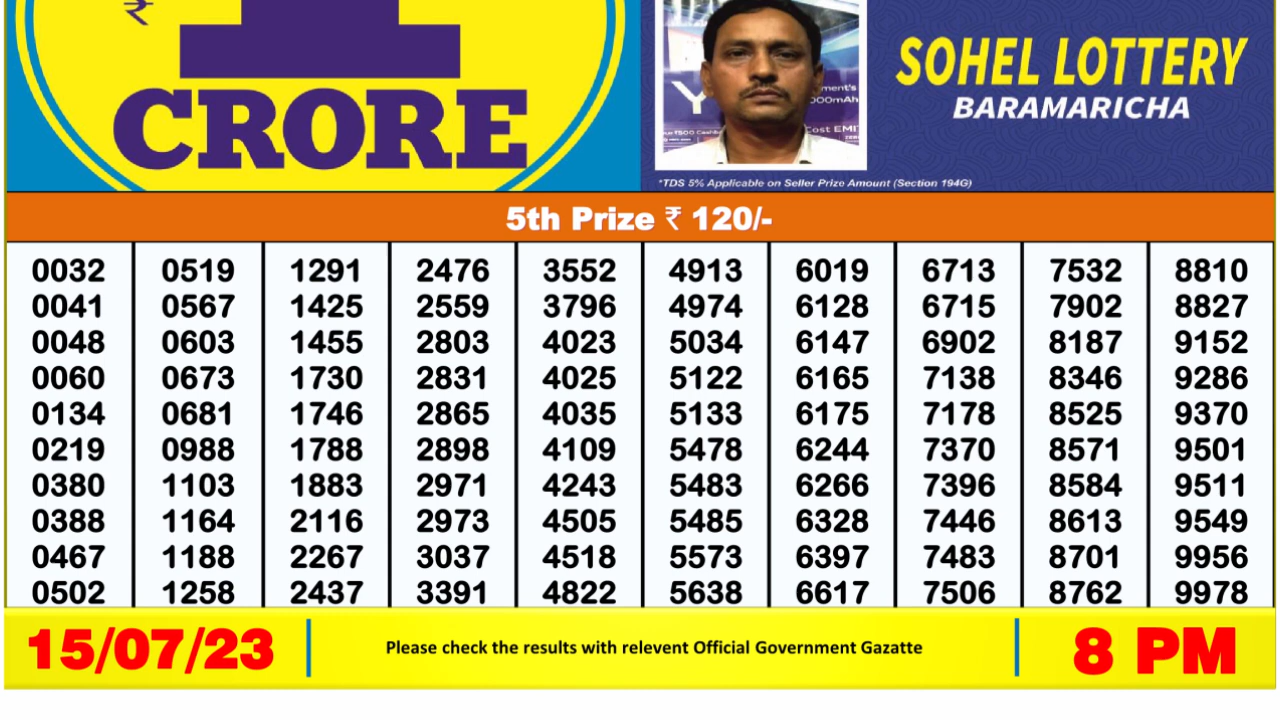 ₹
CRORE
SOHEL LOTTERY
BARAMARICHA
*TDS 5% Applicable on Seller Prize Amount (Section 194G)
5th Prize ₹ 120/-
0032 0519 1291 2476 3552 4913 6019 6713 7532 8810
0041 0567 1425 2559 3796 4974 6128 6715 7902 8827
0048 0603 1455 2803 4023 5034 6147 6902 8187 9152
0060 0673 1730 2831 4025 5122 6165 7138 8346 9286
0134 0681 1746 2865 4035 5133 6175 7178 8525 9370
0219 0988 1788 2898 4109 5478 6244 7370 8571 9501
0380 1103 1883 2971 4243 5483 6266 7396 8584 9511
0388 1164 2116 2973 4505 5485 6328 7446 8613 9549
0467 1188 2267 3037 4518 5573 6397 7483 8701 9956
0502 1258 2437 3391 4822 5638 6617 7506 8762 9978
15/07/23 Please check the results with relevent Official Government Gazatte 8 PM